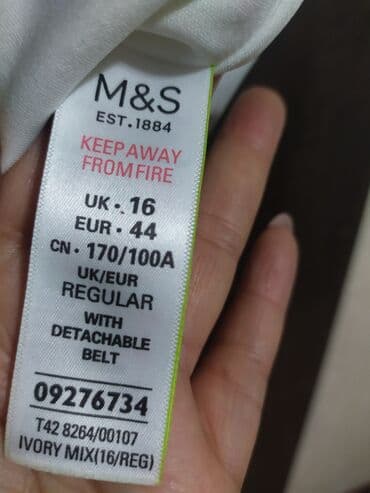 M&S
EST.1884
KEEP AWAY
FROM FIRE
UK • 16
EUR • 44
CN • 170/100A
UK/EUR
REGULAR
WITH
DETACHABLE
BELT
09276734
T42 8264/00107
IVORY MIX(16/REG)